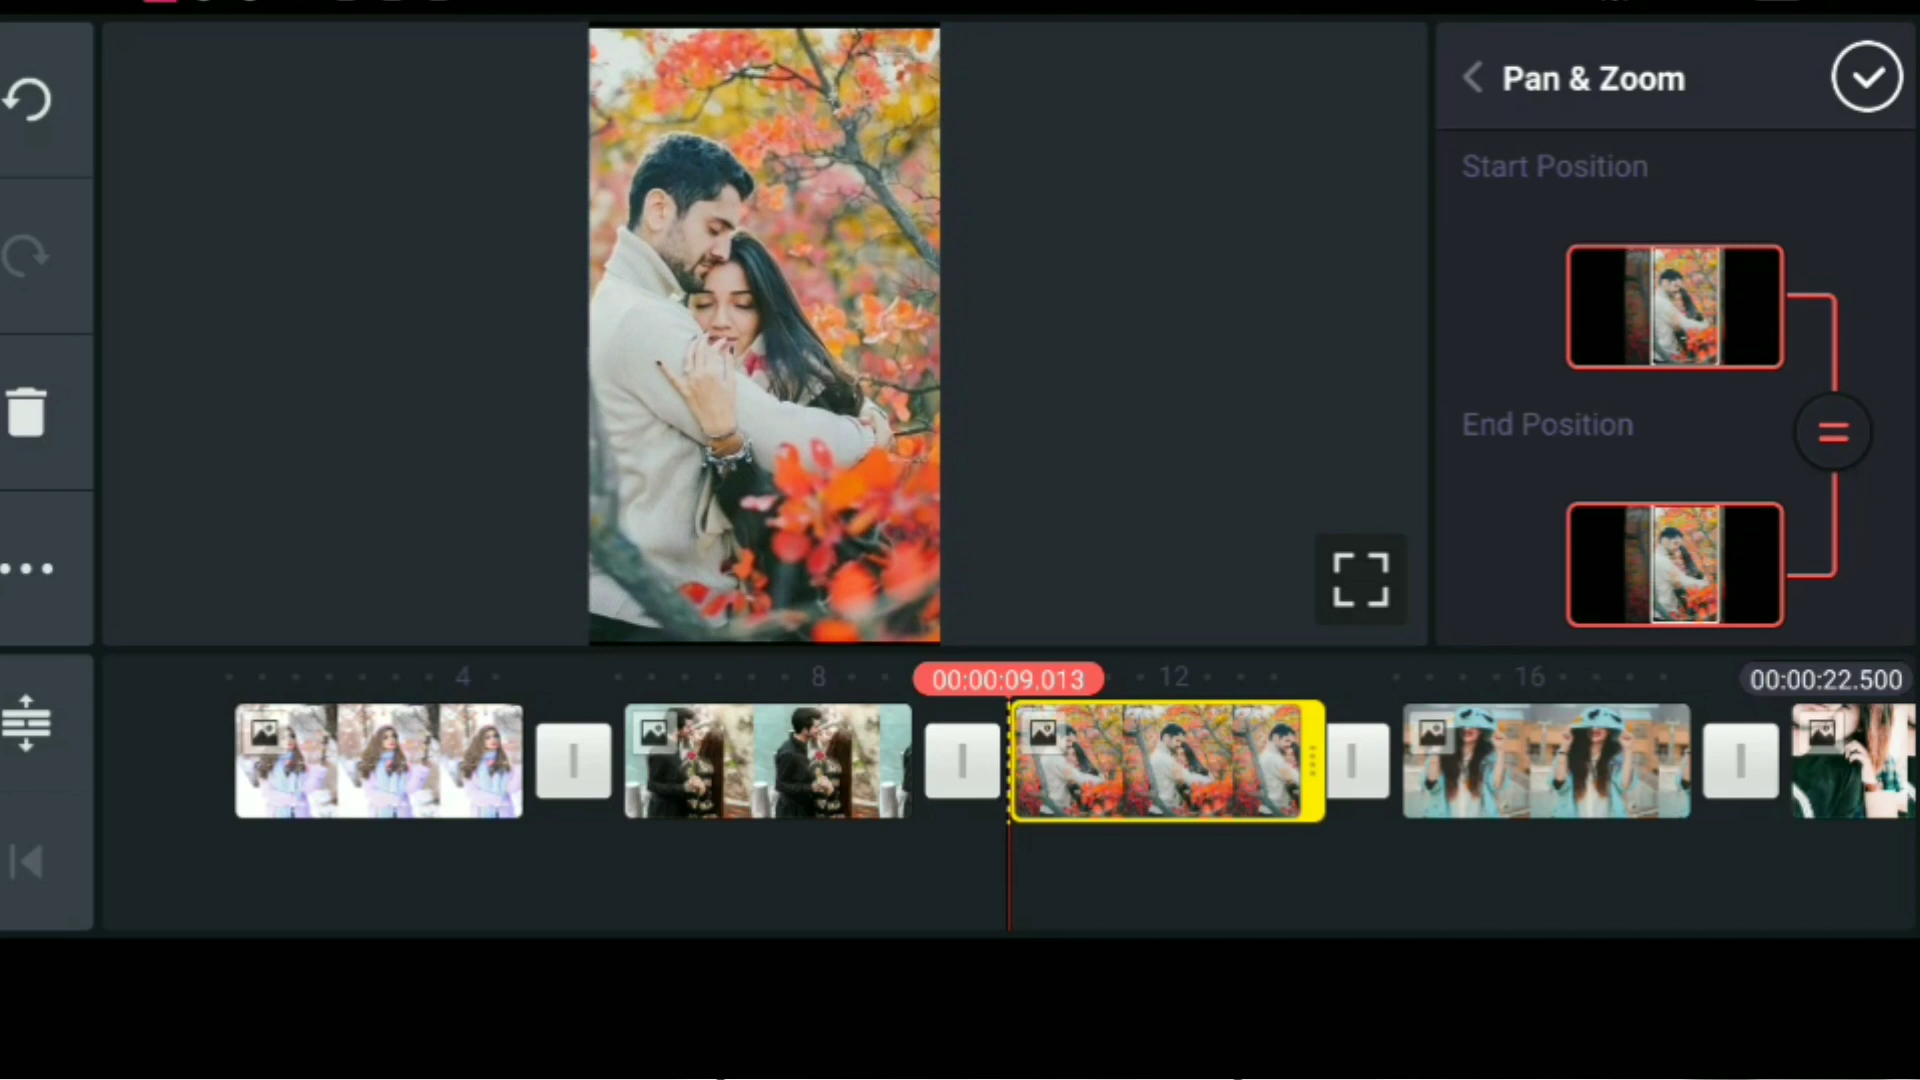 Pan & Zoom
Start Position
End Position
4
8
00:00:09.013
12
16
00:00:22.500